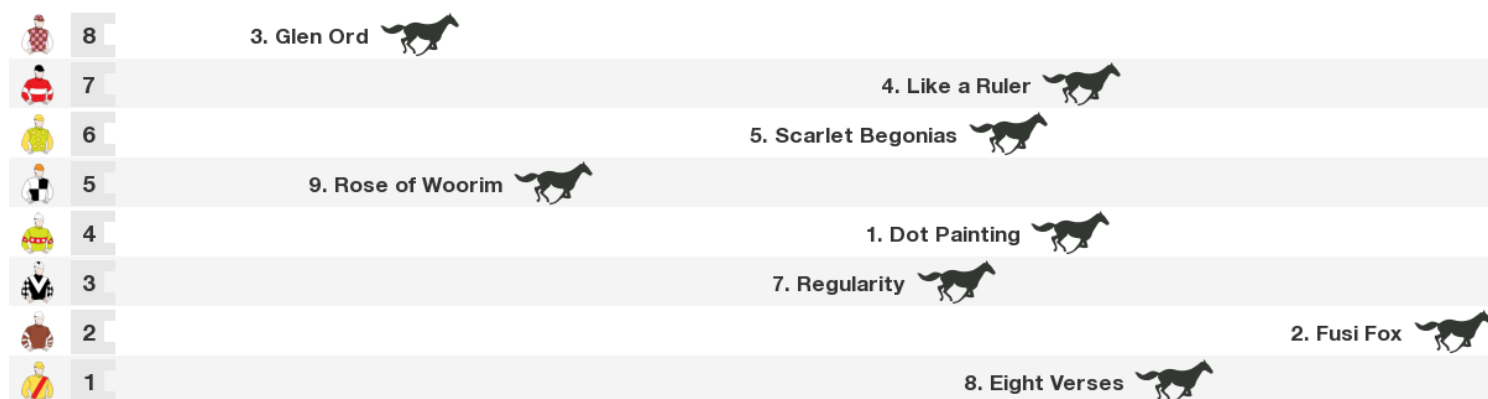 8 3. Glen Ord
7 4. Like a Ruler
6 5. Scarlet Begonias
5 9. Rose of Woorim
4 1. Dot Painting
3 7. Regularity
2 2. Fusi Fox
1 8. Eight Verses